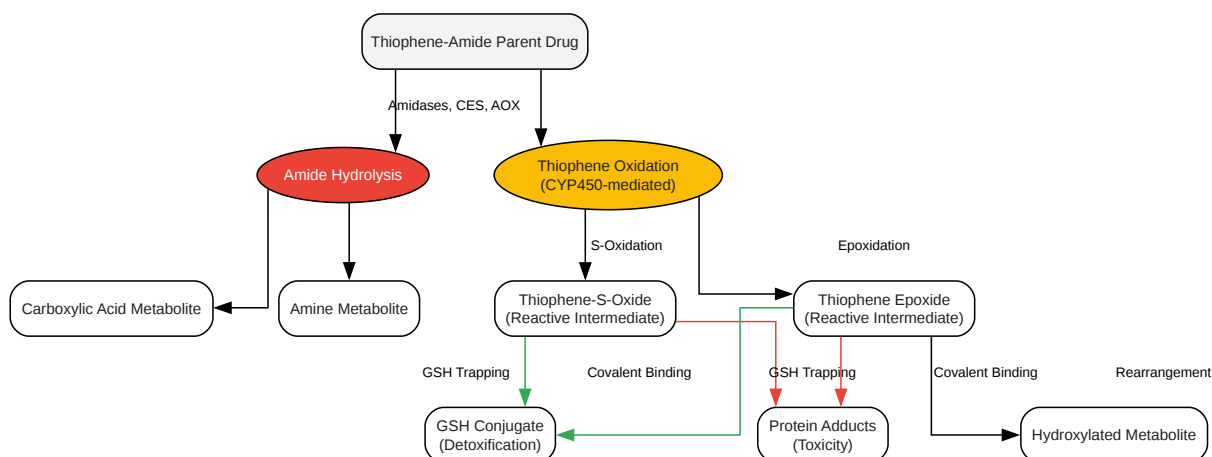 Thiophene-Amide Parent Drug
Amidases, CES, AOX
Amide Hydrolysis
Thiophene Oxidation
(CYP450-mediated)
S-Oxidation
Epoxidation
Carboxylic Acid Metabolite
Amine Metabolite
Thiophene-S-Oxide
(Reactive Intermediate)
Thiophene Epoxide
(Reactive Intermediate)
GSH Trapping
Covalent Binding
GSH Trapping
Covalent Binding
Rearrangement
GSH Conjugate
(Detoxification)
Protein Adducts
(Toxicity)
Hydroxylated Metabolite